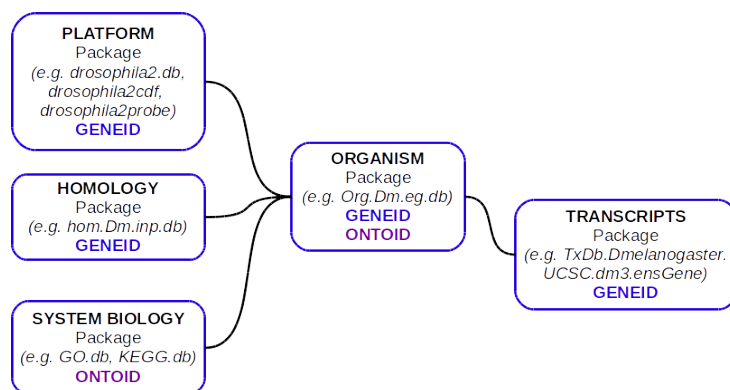 PLATFORM
Package
(e.g. drosophila2.db,
drosophila2cdf,
drosophila2probe)
GENEID
HOMOLOGY
Package
(e.g. hom.Dm.inp.db)
GENEID
SYSTEM BIOLOGY
Package
(e.g. GO.db, KEGG.db)
ONTOID
ORGANISM
Package
(e.g. Org.Dm.eg.db)
GENEID
ONTOID
TRANSCRIPTS
Package
(e.g. TxDb.Dmelanogaster.
UCSC.dm3.ensGene)
GENEID